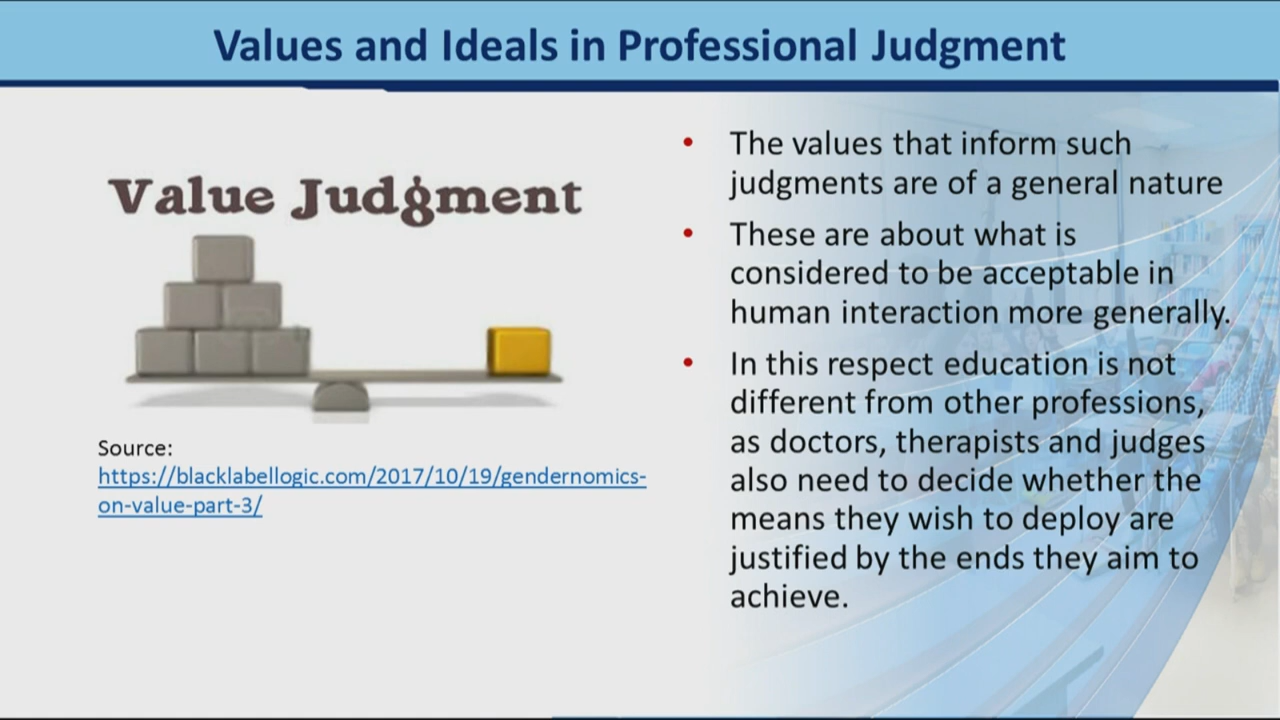 Values and Ideals in Professional Judgment
Value Judgment
Source:
https://blacklabellogic.com/2017/10/19/gendernomics-
on-value-part-3/
• The values that inform such
judgments are of a general nature
• These are about what is
considered to be acceptable in
human interaction more generally.
• In this respect education is not
different from other professions,
as doctors, therapists and judges
also need to decide whether the
means they wish to deploy are
justified by the ends they aim to
achieve.